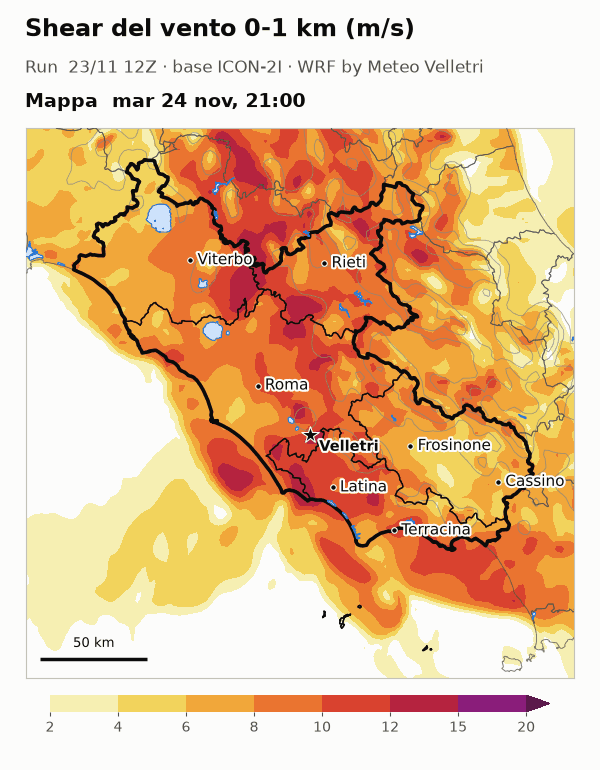 Shear del vento 0-1 km (m/s)
Run  23/11 12Z · base ICON-2I · WRF by Meteo Velletri
Mappa  mar 24 nov, 21:00
Viterbo
Rieti
Roma
Velletri
Frosinone
Latina
Cassino
Terracina
50 km
2 4 6 8 10 12 15 20